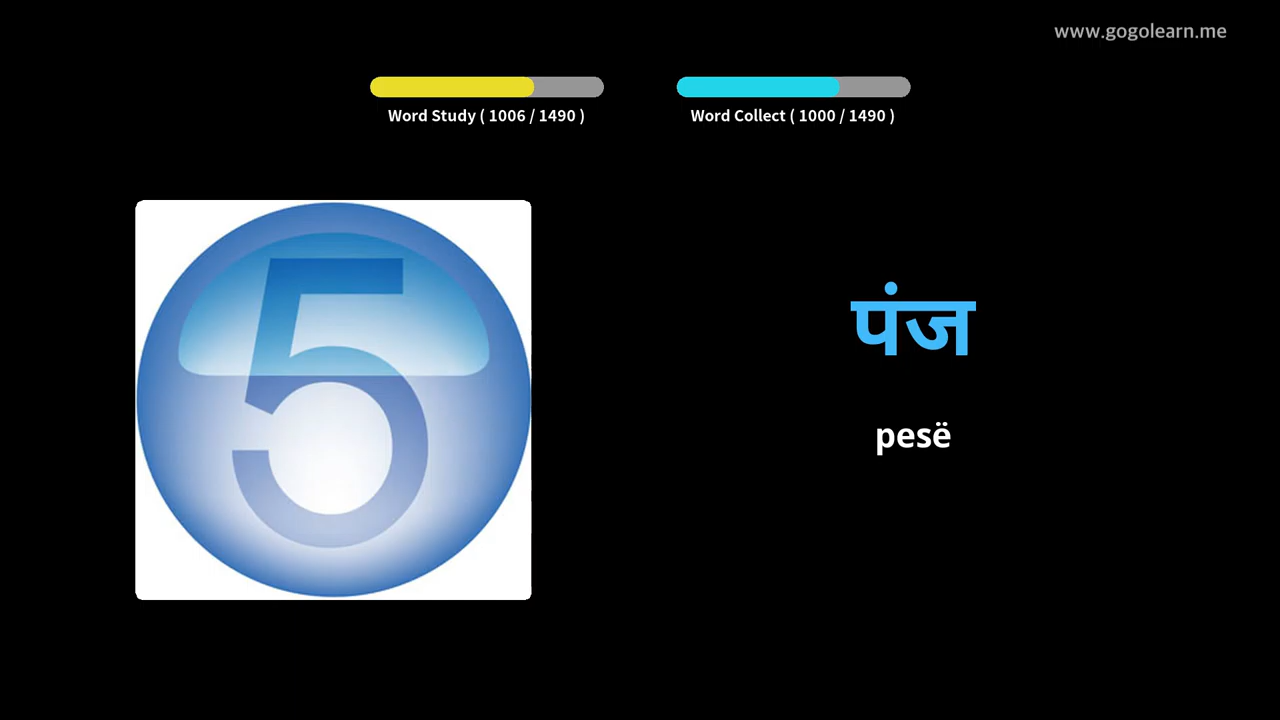 www.gogolearn.me
Word Study ( 1006 / 1490 )
Word Collect ( 1000 / 1490 )
5
पंज
pesë